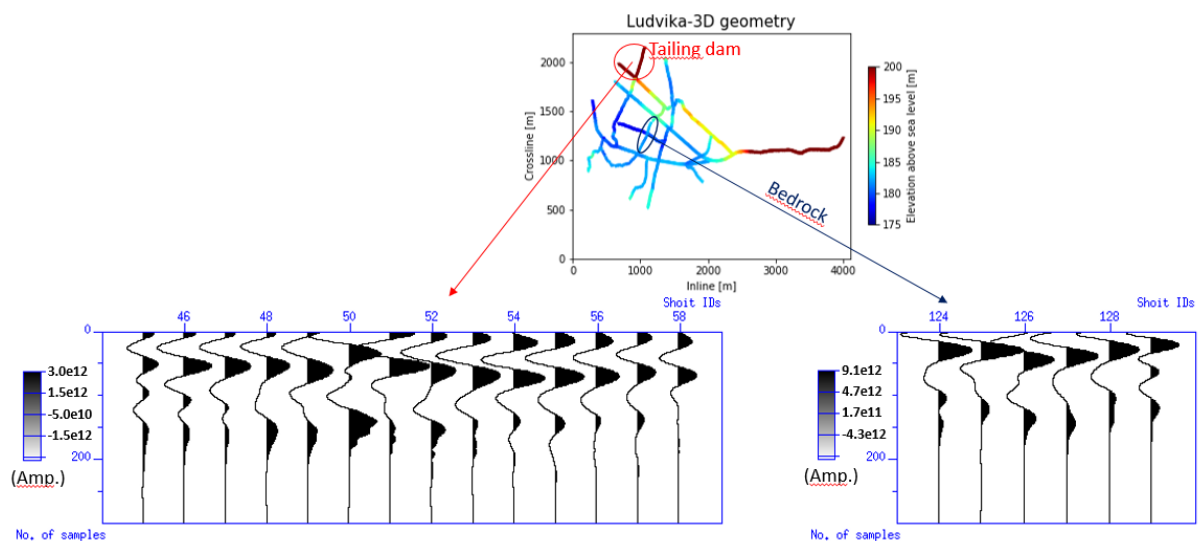 Ludvika-3D geometry
Tailing dam
2000
1500
1000
500
0
Crossline [m]
0 1000 2000 3000 4000
Inline [m]
200
195
190
185
180
175
Elevation above sea level [m]
Bedrock
Shoit IDs
46 48 50 52 54 56 58
0
200
3.0e12
1.5e12
-5.0e10
-1.5e12
(Amp.)
No. of samples
Shoit IDs
124 126 128
0
200
9.1e12
4.7e12
1.7e11
-4.3e12
(Amp.)
No. of samples